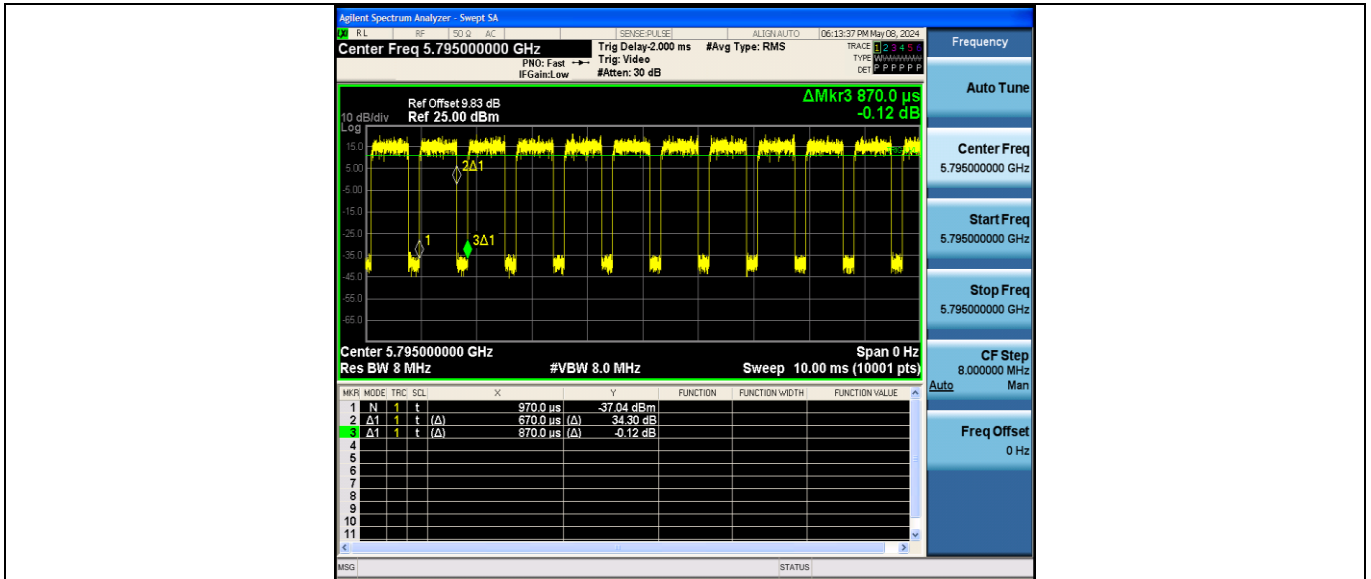 Agilent Spectrum Analyzer - Swept SA
LXI RL RF 50 Ω AC SENSE:PULSE ALIGN AUTO 06:13:37 PM May 08, 2024
Center Freq 5.795000000 GHz
Trig Delay-2.000 ms #Avg Type: RMS
TRACE 1 2 3 4 5 6
PNO: Fast Trig: Video
TYPE
IFGain:Low #Atten: 30 dB
DET P P P P P P
ΔMkr3 870.0 µs
-0.12 dB
Ref Offset 9.83 dB
10 dB/div Ref 25.00 dBm
Log
15.0
5.00
-5.00
-15.0
-25.0
-35.0
-45.0
-55.0
-65.0
2Δ1
1
3Δ1
Center 5.795000000 GHz Span 0 Hz
Res BW 8 MHz #VBW 8.0 MHz Sweep 10.00 ms (10001 pts)
MKR MODE TRC SCL X Y FUNCTION FUNCTION WIDTH FUNCTION VALUE
1 N 1 t 970.0 µs -37.04 dBm
2 Δ1 1 t (Δ) 670.0 µs (Δ) 34.30 dB
3 Δ1 1 t (Δ) 870.0 µs (Δ) -0.12 dB
4
5
6
7
8
9
10
11
MSG STATUS
Frequency
Auto Tune
Center Freq
5.795000000 GHz
Start Freq
5.795000000 GHz
Stop Freq
5.795000000 GHz
CF Step
8.000000 MHz
Auto Man
Freq Offset
0 Hz